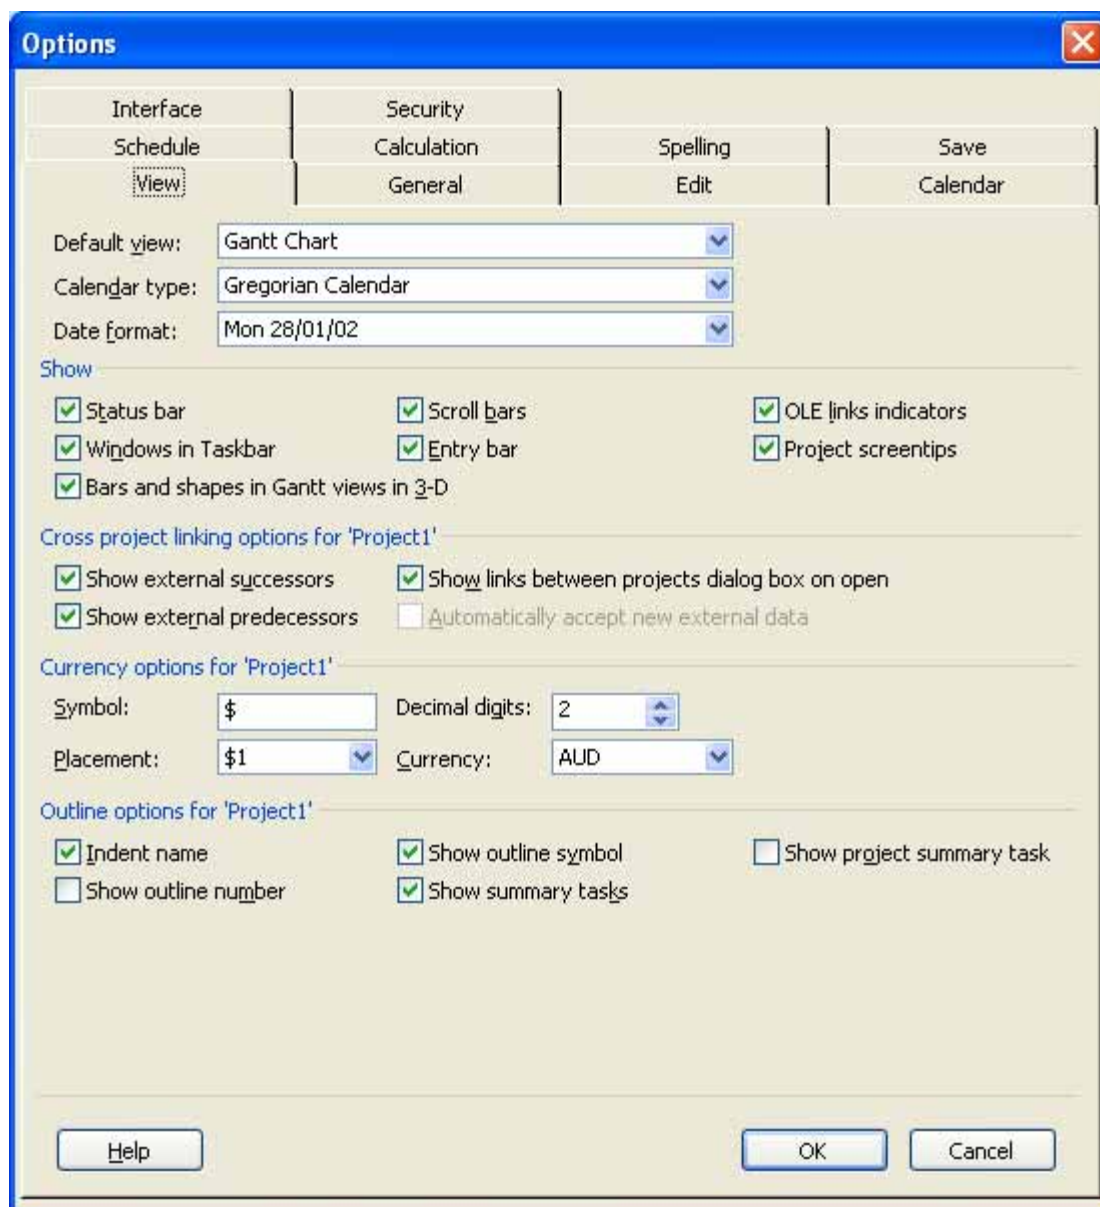 Options
Interface Security
Schedule Calculation Spelling Save
View General Edit Calendar
Default view: Gantt Chart
Calendar type: Gregorian Calendar
Date format: Mon 28/01/02
Show
Status bar Scroll bars OLE links indicators
Windows in Taskbar Entry bar Project screentips
Bars and shapes in Gantt views in 3-D
Cross project linking options for 'Project1'
Show external successors Show links between projects dialog box on open
Show external predecessors Automatically accept new external data
Currency options for 'Project1'
Symbol: $ Decimal digits: 2
Placement: $1 Currency: AUD
Outline options for 'Project1'
Indent name Show outline symbol Show project summary task
Show outline number Show summary tasks
Help OK Cancel